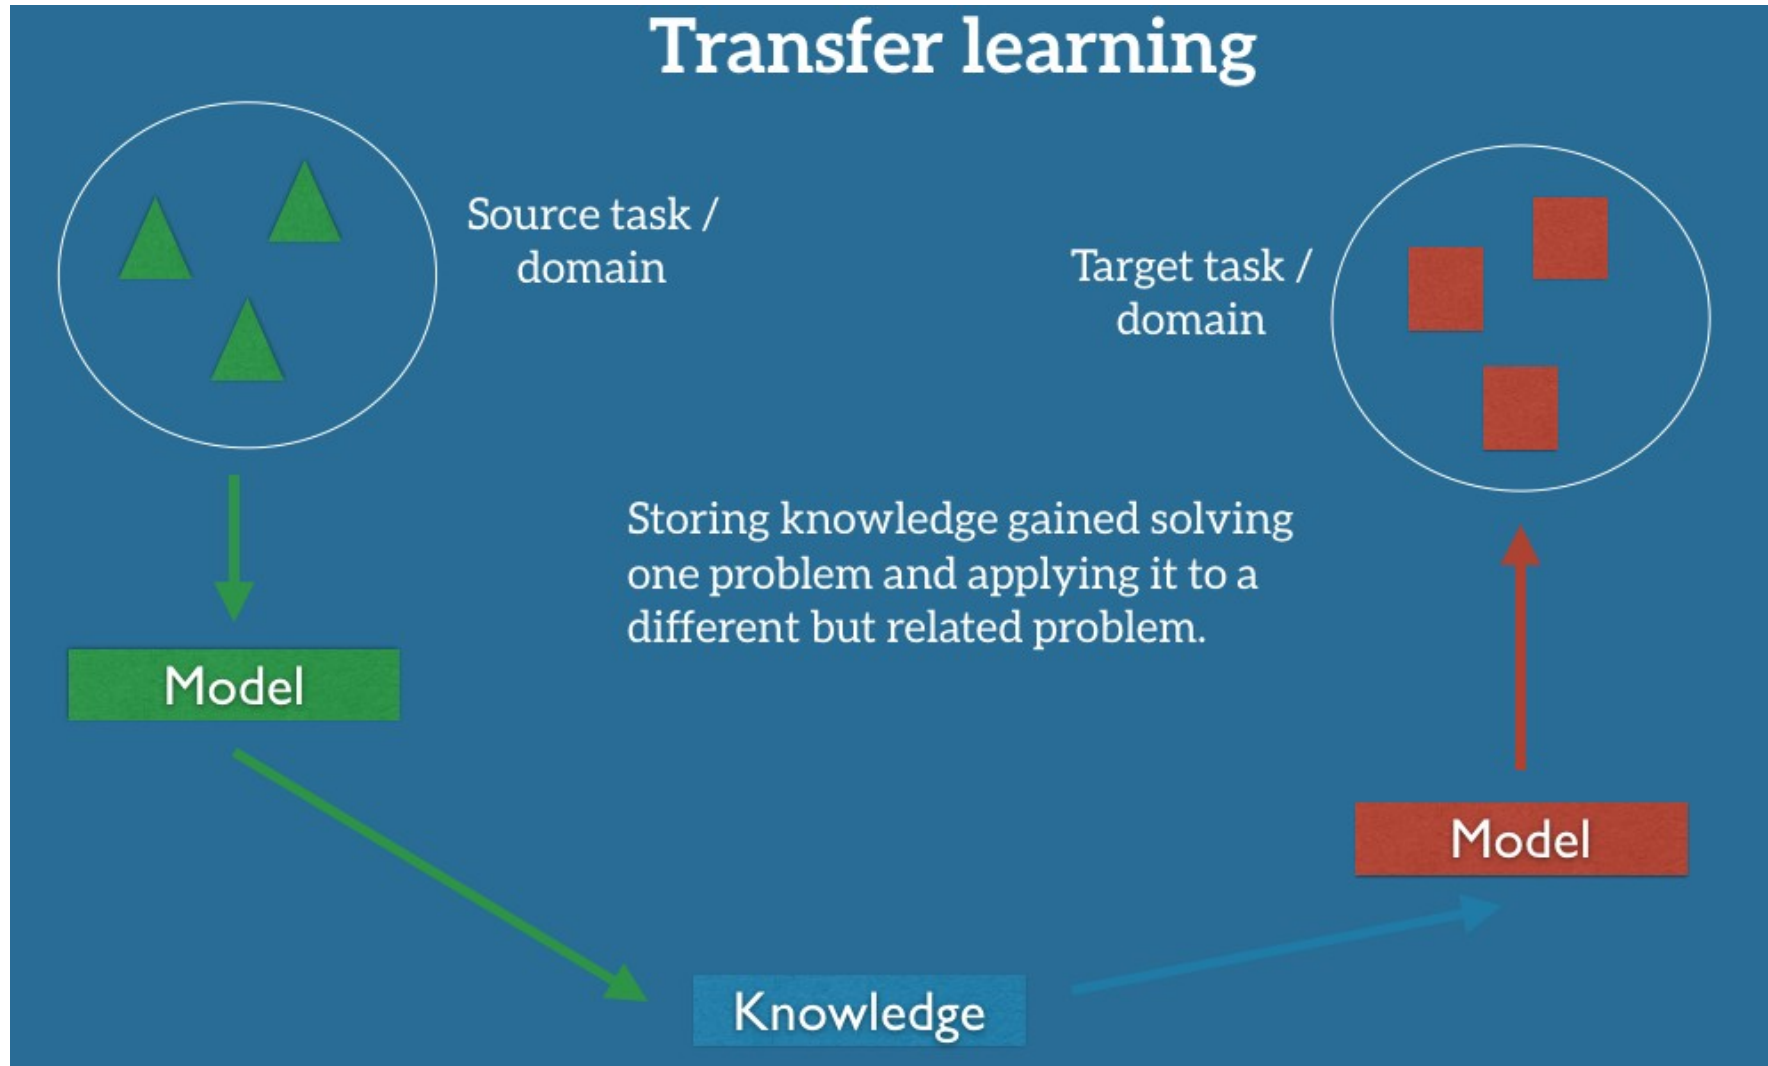 Transfer learning
Source task /
domain
Target task /
domain
Storing knowledge gained solving
one problem and applying it to a
different but related problem.
Model
Model
Knowledge